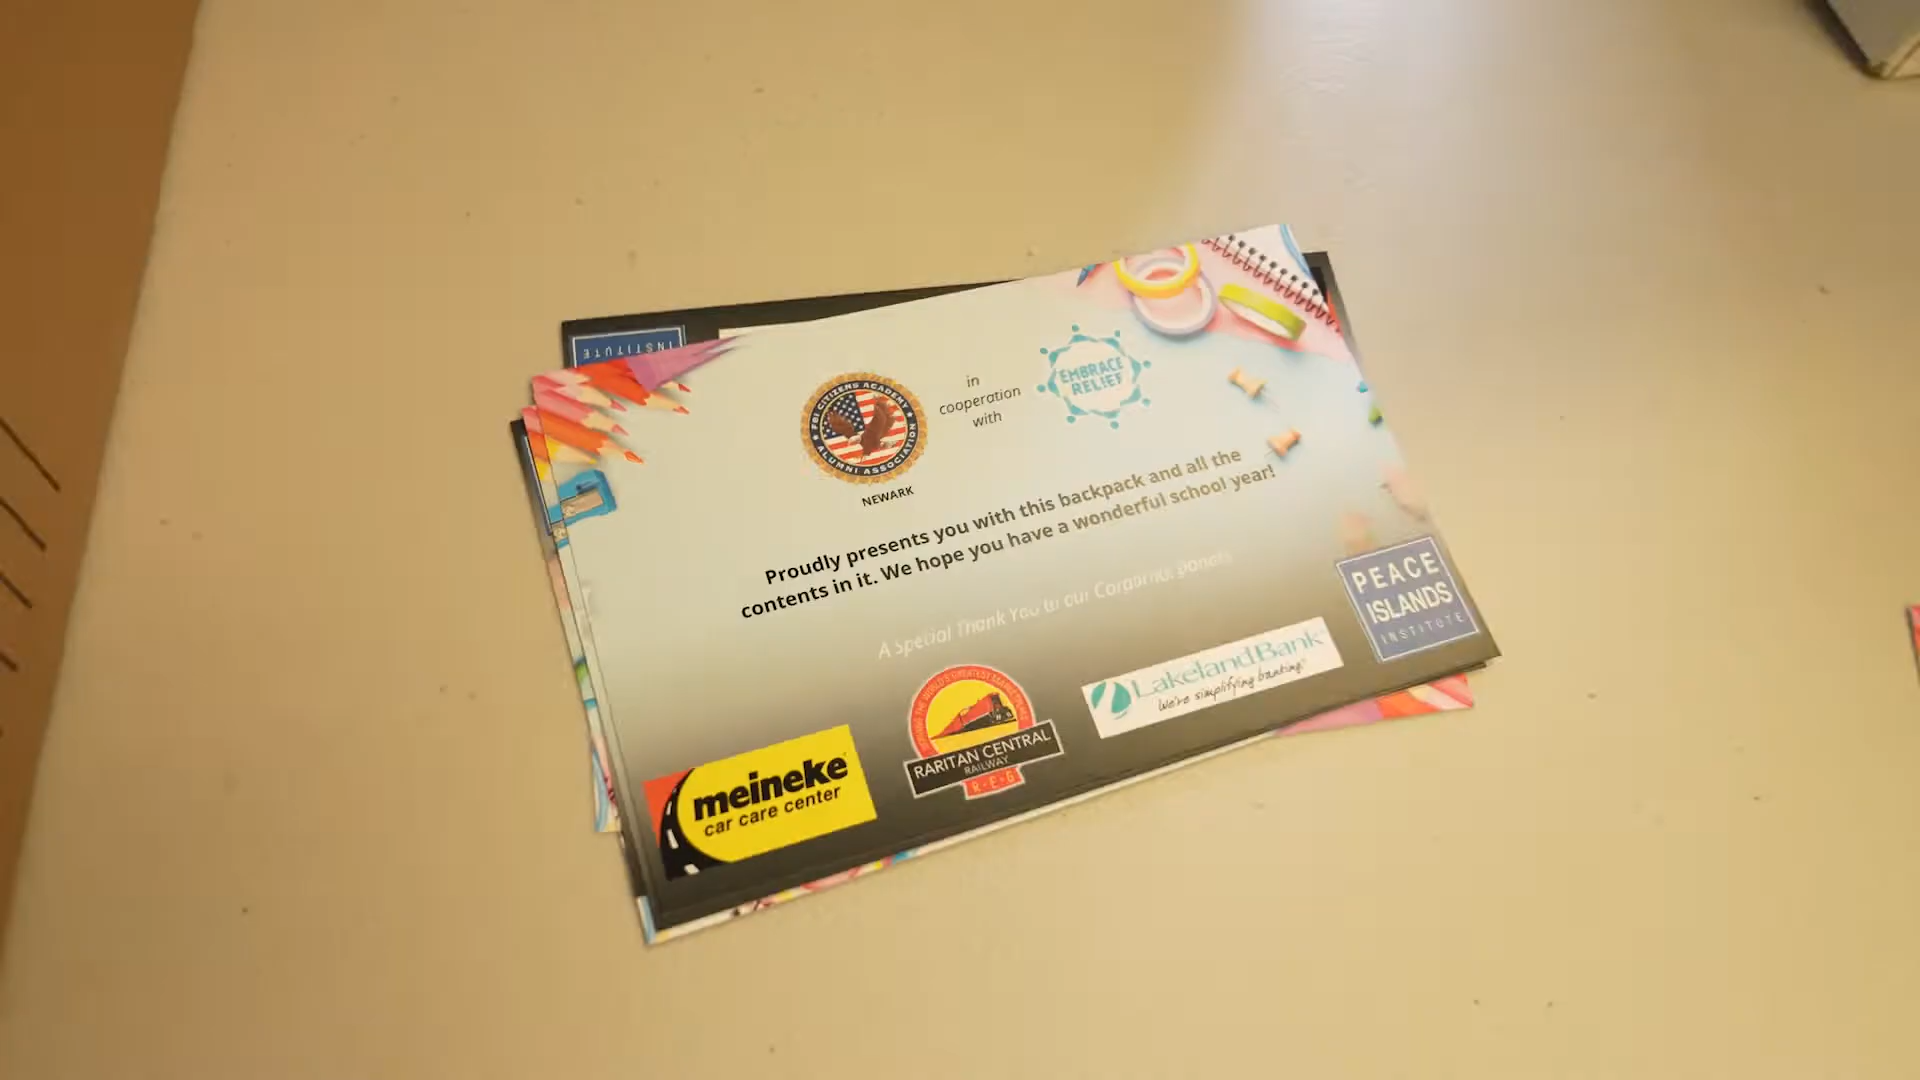 INSTITUTE
FBI CITIZENS ACADEMY
ALUMNI ASSOCIATION
NEWARK
in
cooperation
with
EMBRACE
RELIEF
Proudly presents you with this backpack and all the
contents in it. We hope you have a wonderful school year!
A Special Thank You to our Corporate
meineke
car care center
RARITAN CENTRAL
RAILWAY
R·E·G
LakelandBank
We're simplifying banking
PEACE
ISLANDS
INSTITUTE